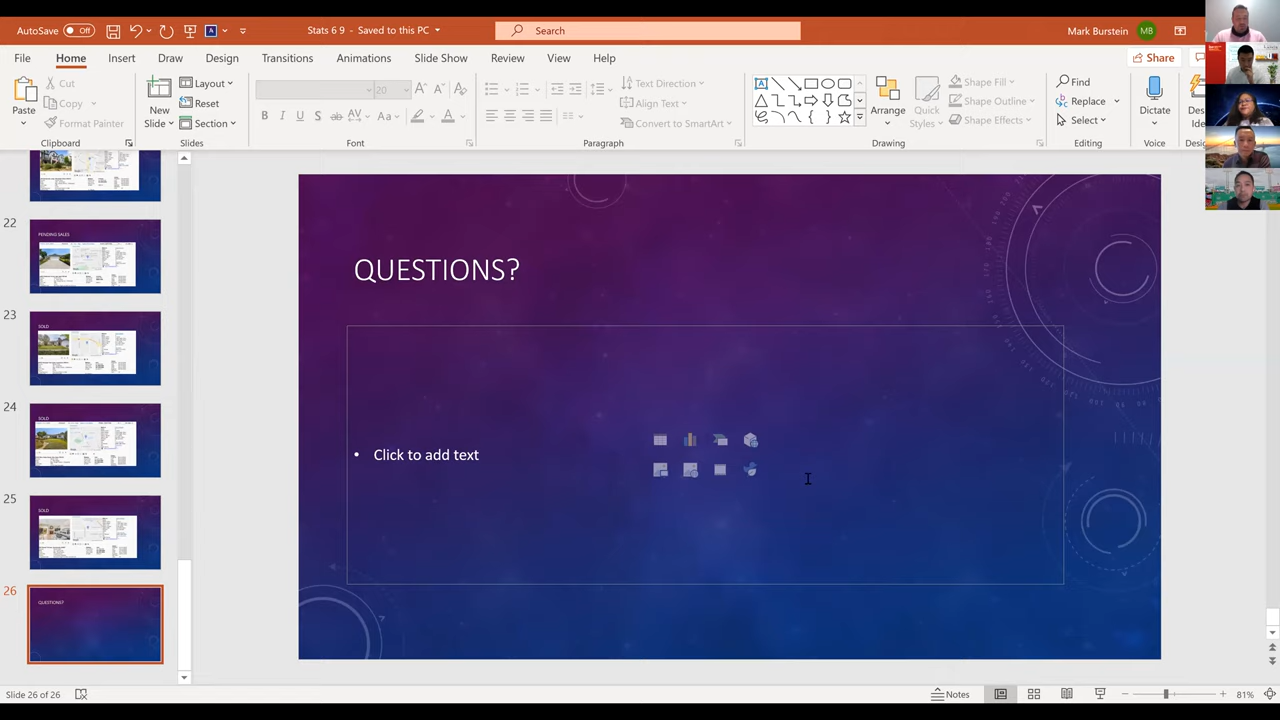 AutoSave Off
Stats 6 9 - Saved to this PC
Search
Mark Burstein MB
File Home Insert Draw Design Transitions Animations Slide Show Review View Help
Share
Paste
Cut
Copy
Format Painter
Clipboard
New
Slide
Layout
Reset
Section
Slides
20
Font
Text Direction
Align Text
Convert to SmartArt
Paragraph
Arrange
Quick
Styles
Shape Fill
Shape Outline
Shape Effects
Drawing
Find
Replace
Select
Editing
Dictate
Voice
22
PENDING SALES
23
SOLD
24
SOLD
25
SOLD
26
QUESTIONS?
QUESTIONS?
• Click to add text
Slide 26 of 26
Notes
81%